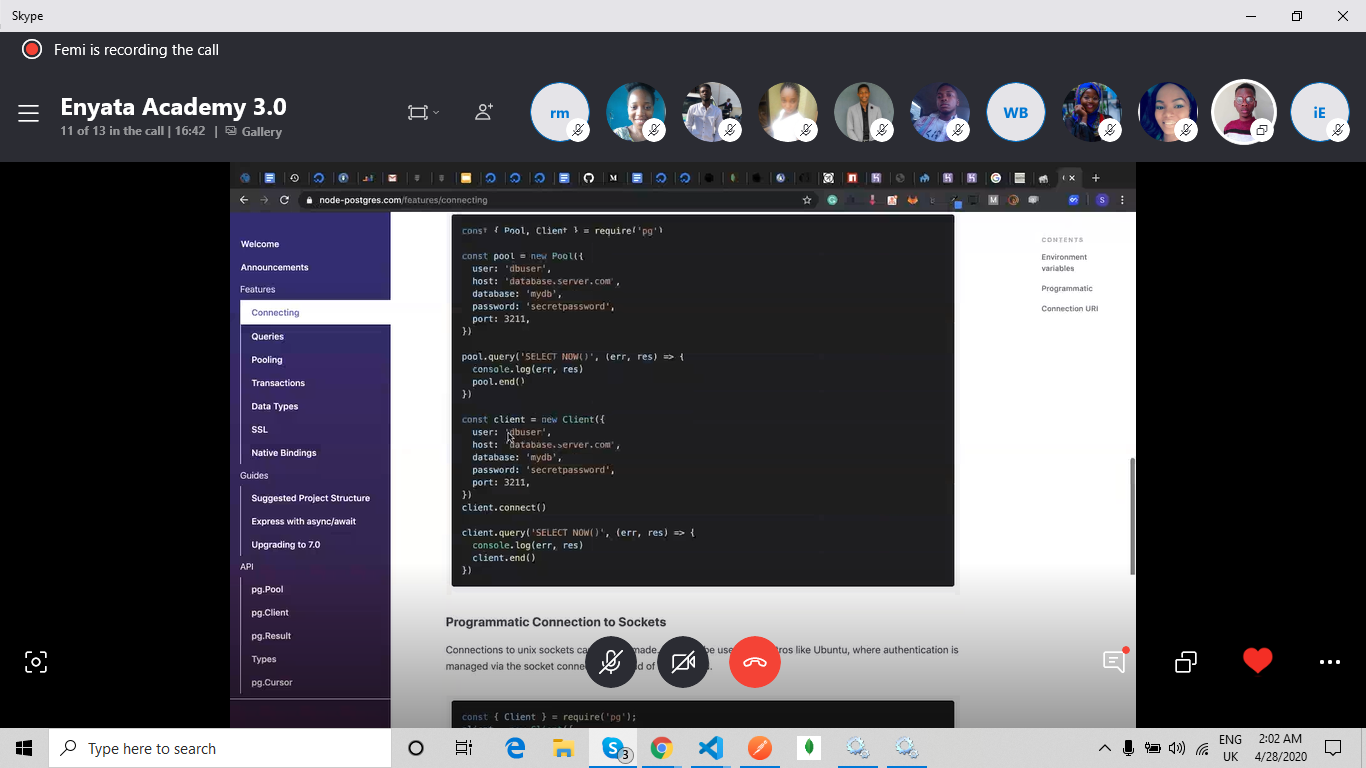 Skype
Femi is recording the call
Enyata Academy 3.0
11 of 13 in the call | 16:42 | Gallery
rm
WB
iE
node-postgres.com/features/connecting
S
Welcome
Announcements
Features
Connecting
Queries
Pooling
Transactions
Data Types
SSL
Native Bindings
Guides
Suggested Project Structure
Express with async/await
Upgrading to 7.0
API
pg.Pool
pg.Client
pg.Result
Types
pg.Cursor
const { Pool, Client } = require('pg')
const pool = new Pool({
user: 'dbuser',
host: 'database.server.com',
database: 'mydb',
password: 'secretpassword',
port: 3211,
})
pool.query('SELECT NOW()', (err, res) => {
console.log(err, res)
pool.end()
})
const client = new Client({
user: 'dbuser',
host: 'database.server.com',
database: 'mydb',
password: 'secretpassword',
port: 3211,
})
client.connect()
client.query('SELECT NOW()', (err, res) => {
console.log(err, res)
client.end()
})
Programmatic Connection to Sockets
Connections to unix sockets ca made. be use tros like Ubuntu, where authentication is
managed via the socket connec d of
const { Client } = require('pg');
CONTENTS
Environment
variables
Programmatic
Connection URI
Type here to search
3
ENG
UK
2:02 AM
4/28/2020